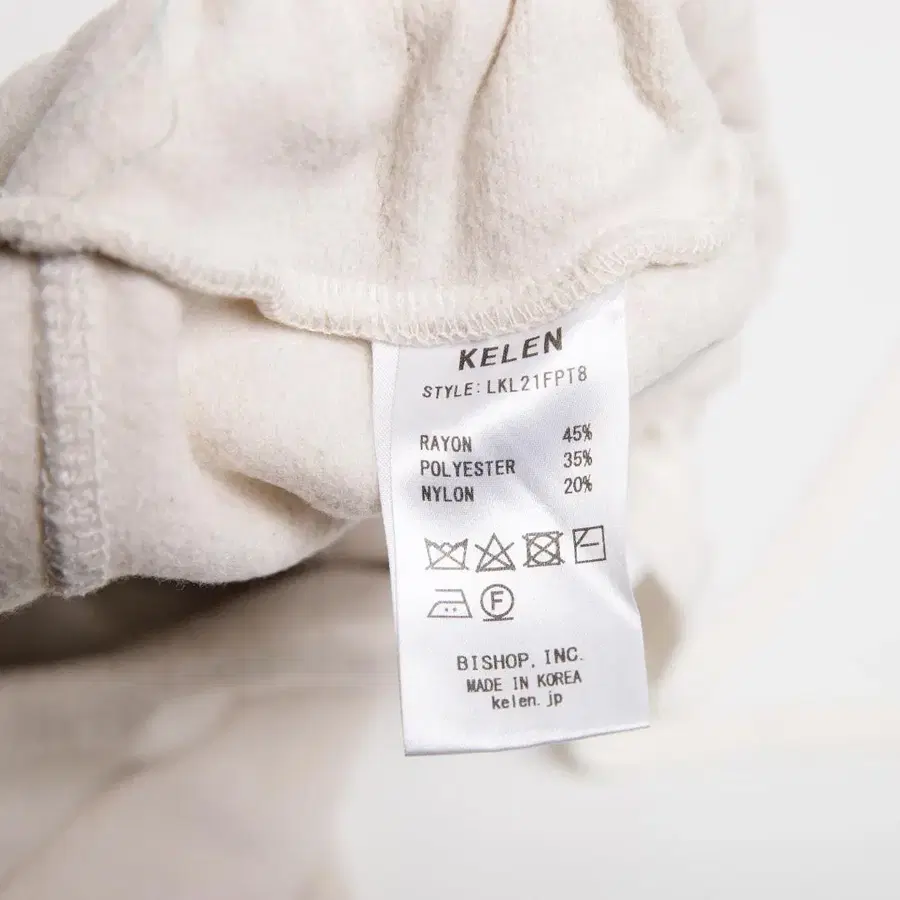 KELEN
STYLE: LKL21FPT8
RAYON 45%
POLYESTER 35%
NYLON 20%
F
BISHOP, INC.
MADE IN KOREA
kelen.jp